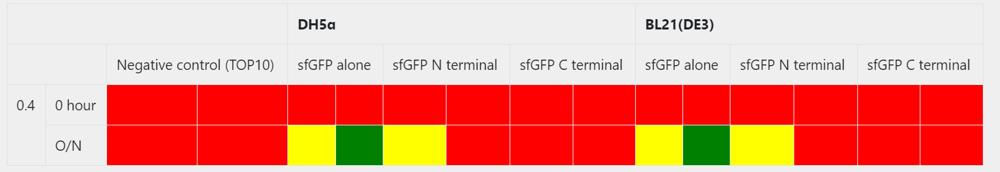 DH5a BL21(DE3)
Negative control (TOP10) sfGFP alone sfGFP N terminal sfGFP C terminal sfGFP alone sfGFP N terminal sfGFP C terminal
0.4 0 hour
O/N